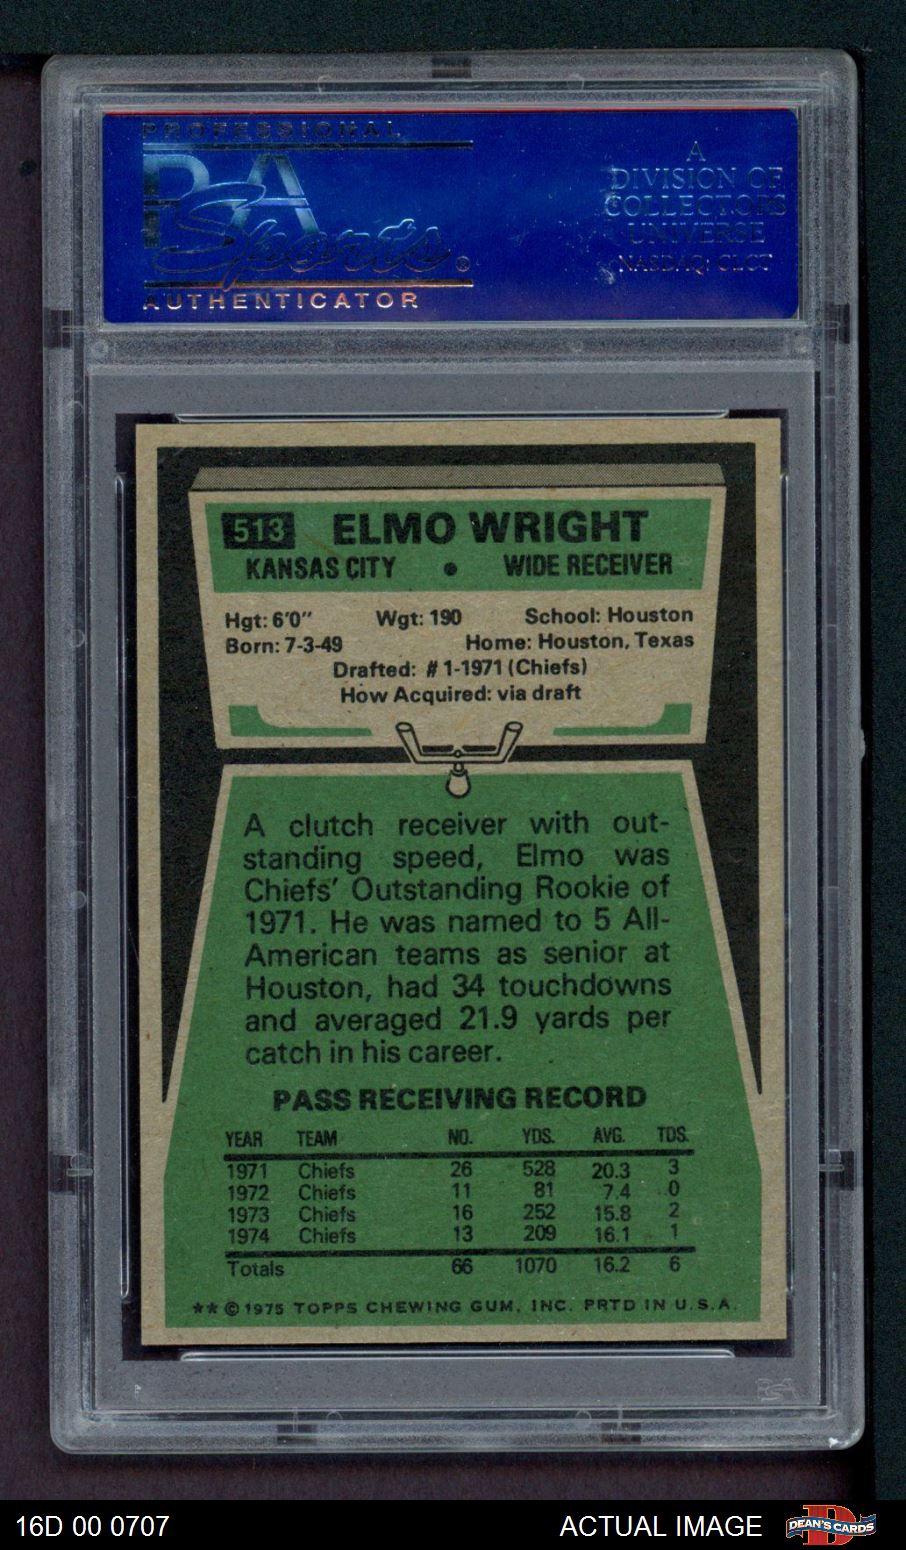 PROFESSIONAL
PSA
Sports®
AUTHENTICATOR
A
DIVISION OF
COLLECTORS
UNIVERSE
NASDAQ: CLCT
513 ELMO WRIGHT
KANSAS CITY • WIDE RECEIVER
Hgt: 6'0" Wgt: 190 School: Houston
Born: 7-3-49 Home: Houston, Texas
Drafted: # 1-1971 (Chiefs)
How Acquired: via draft
A clutch receiver with out-
standing speed, Elmo was
Chiefs' Outstanding Rookie of
1971. He was named to 5 All-
American teams as senior at
Houston, had 34 touchdowns
and averaged 21.9 yards per
catch in his career.
PASS RECEIVING RECORD
YEAR TEAM NO. YDS. AVG. TDS.
1971 Chiefs 26 528 20.3 3
1972 Chiefs 11 81 7.4 0
1973 Chiefs 16 252 15.8 2
1974 Chiefs 13 209 16.1 1
Totals 66 1070 16.2 6
** © 1975 TOPPS CHEWING GUM, INC. PRTD IN U.S.A.
PSA
16D 00 0707 ACTUAL IMAGE DEAN'S CARDS